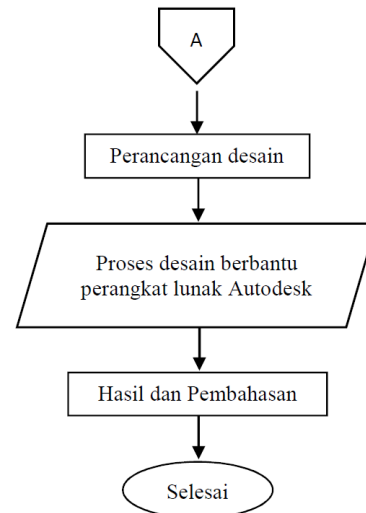 A
Perancangan desain
Proses desain berbantu
perangkat lunak Autodesk
Hasil dan Pembahasan
Selesai